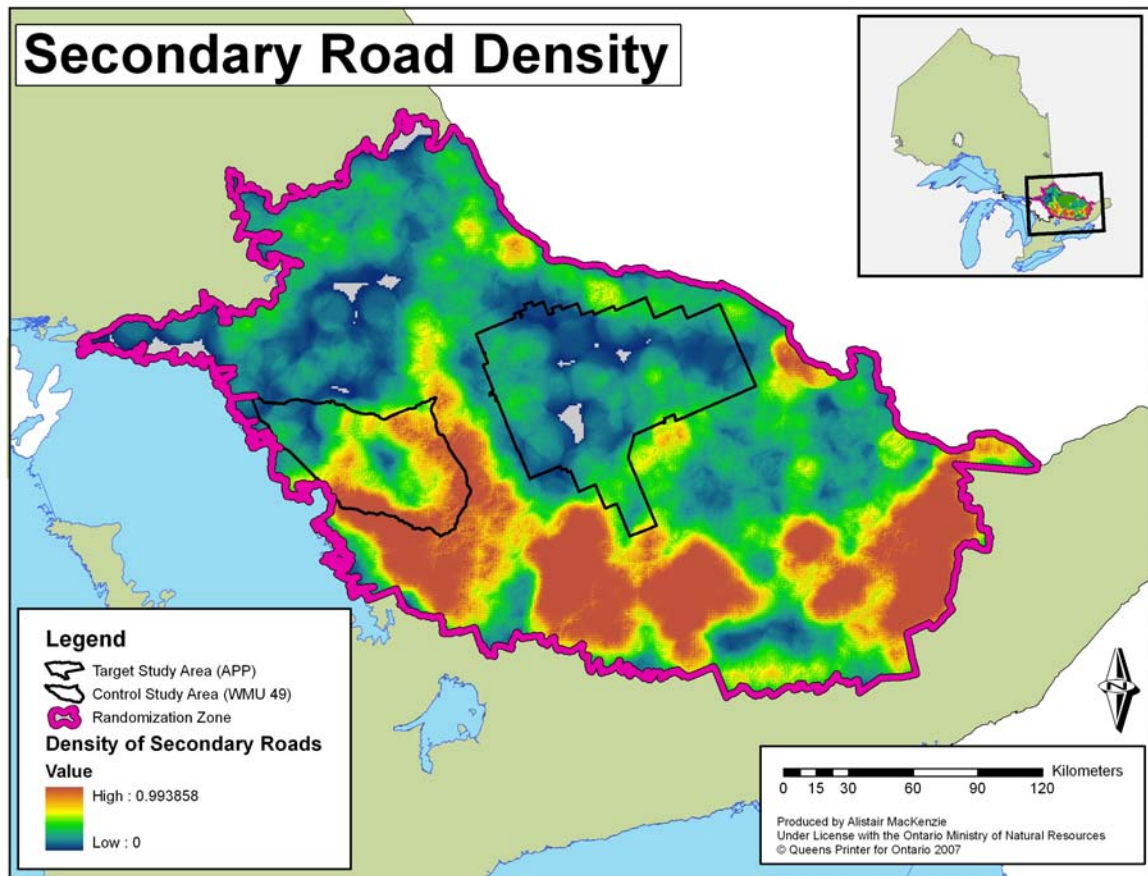 Secondary Road Density
Legend
Target Study Area (APP)
Control Study Area (WMU 49)
Randomization Zone
Density of Secondary Roads
Value
High : 0.993858
Low : 0
N
Kilometers
0 15 30 60 90 120
Produced by Alistair MacKenzie
Under License with the Ontario Ministry of Natural Resources
© Queens Printer for Ontario 2007